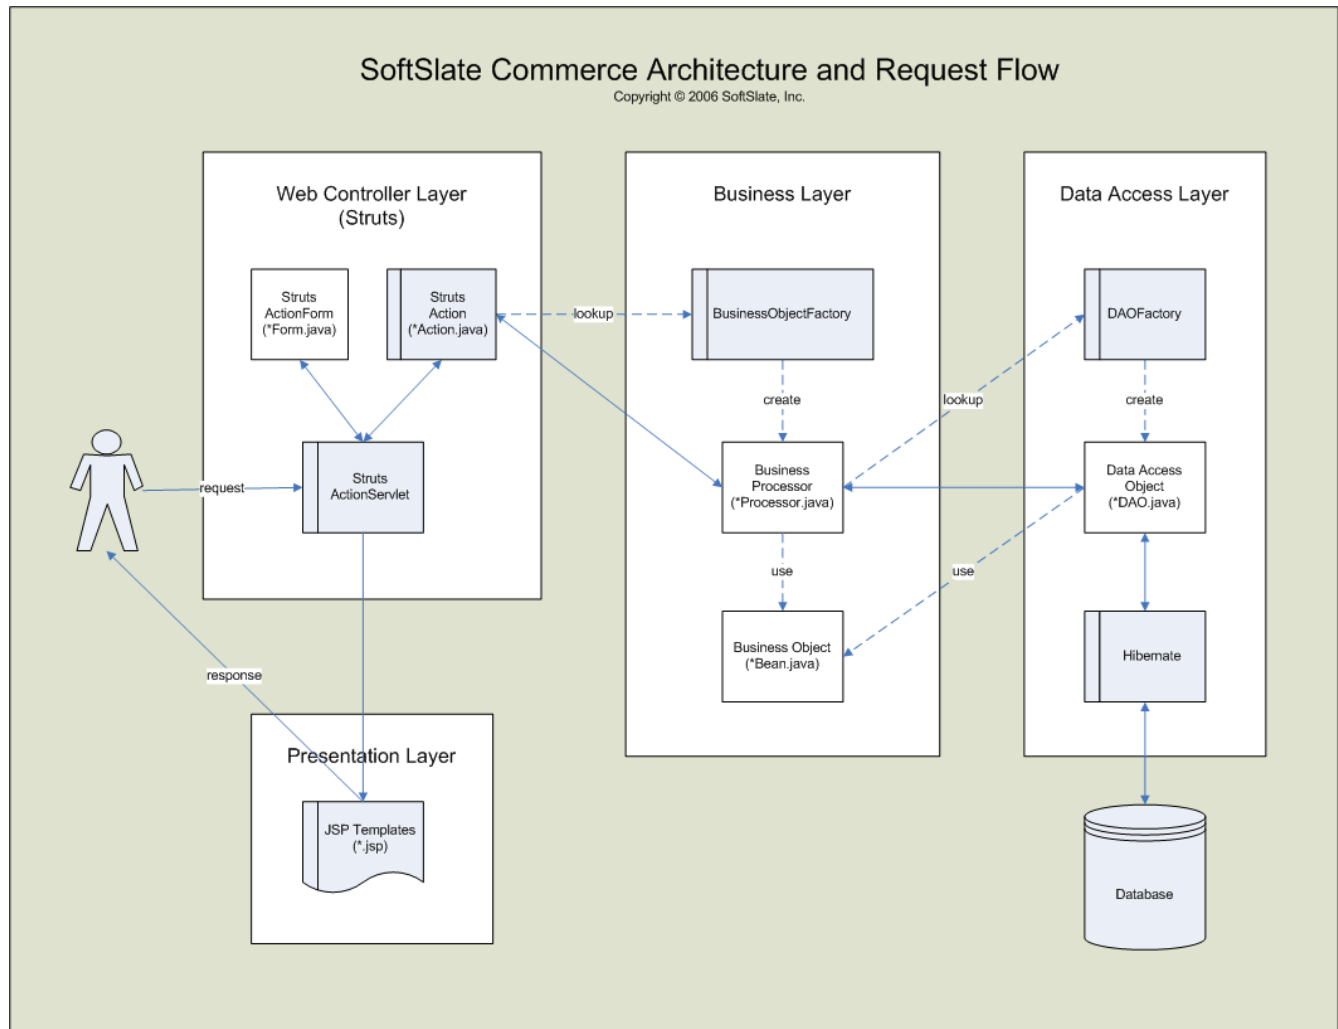 SoftSlate Commerce Architecture and Request Flow
Copyright © 2006 SoftSlate, Inc.
Web Controller Layer
(Struts)
Struts
ActionForm
(*Form.java)
Struts
Action
(*Action.java)
Struts
ActionServlet
request
response
Presentation Layer
JSP Templates
(*.jsp)
lookup
Business Layer
BusinessObjectFactory
create
Business
Processor
(*Processor.java)
use
Business Object
(*Bean.java)
lookup
use
Data Access Layer
DAOFactory
create
Data Access
Object
(*DAO.java)
Hibernate
Database